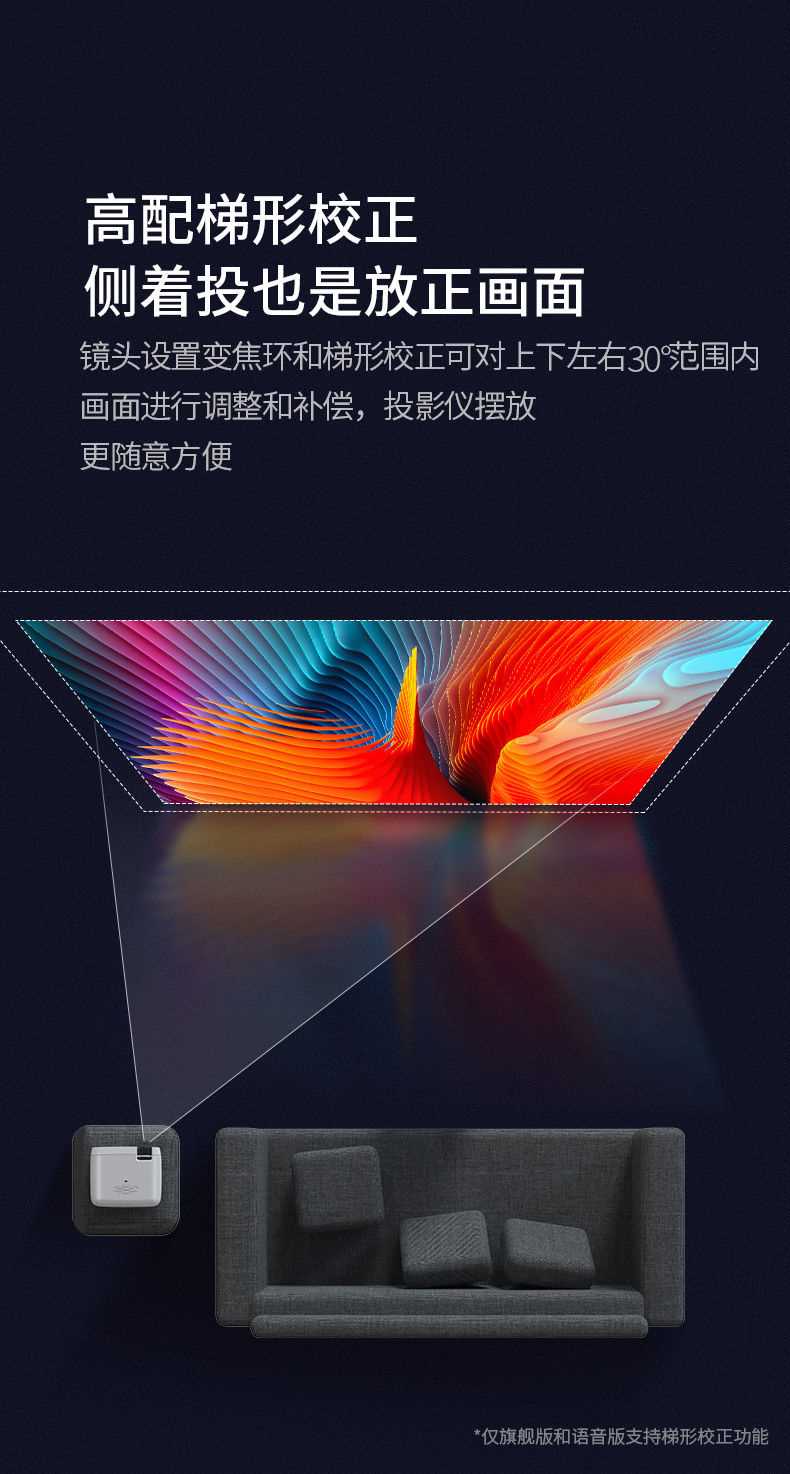 高配梯形校正
侧着投也是放正画面
镜头设置变焦环和梯形校正可对上下左右30°范围内
画面进行调整和补偿，投影仪摆放
更随意方便
*仅旗舰版和语音版支持梯形校正功能